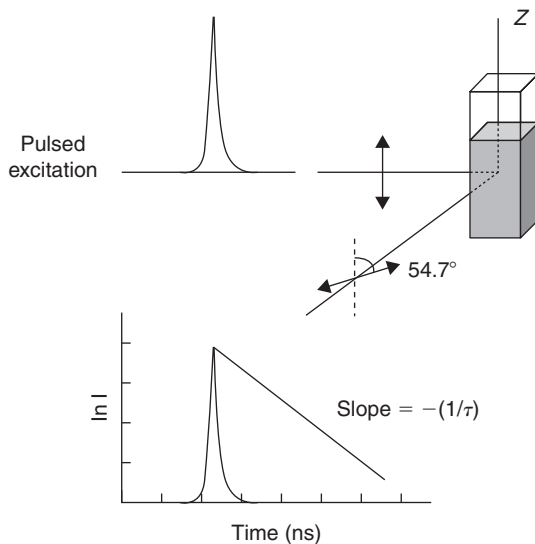 Z
Pulsed
excitation
54.7°
ln I
Slope = −(1/τ)
Time (ns)